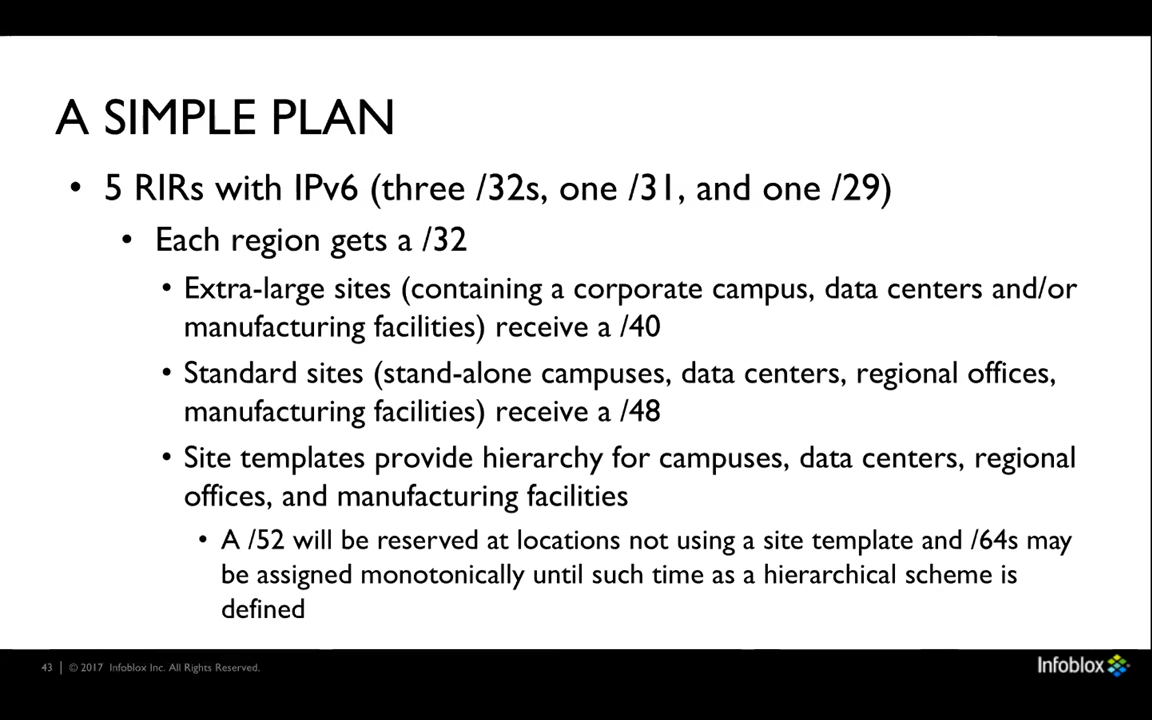 A SIMPLE PLAN
• 5 RIRs with IPv6 (three /32s, one /31, and one /29)
• Each region gets a /32
• Extra-large sites (containing a corporate campus, data centers and/or
manufacturing facilities) receive a /40
• Standard sites (stand-alone campuses, data centers, regional offices,
manufacturing facilities) receive a /48
• Site templates provide hierarchy for campuses, data centers, regional
offices, and manufacturing facilities
• A /52 will be reserved at locations not using a site template and /64s may
be assigned monotonically until such time as a hierarchical scheme is
defined
43 | © 2017 Infoblox Inc. All Rights Reserved.
Infoblox